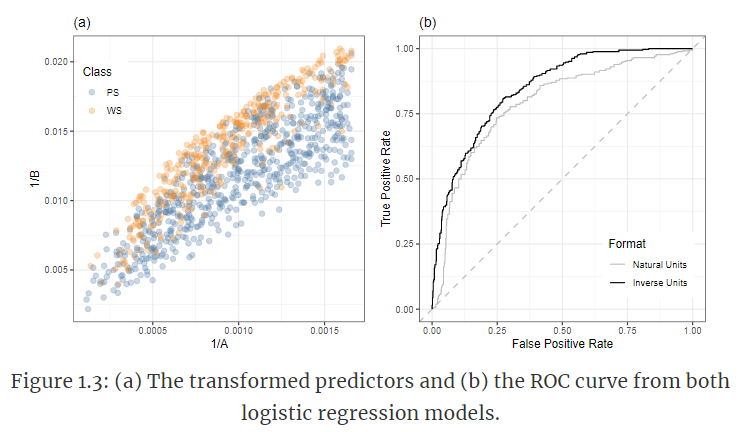 (a)
0.020
0.015
0.010
0.005
1/B
Class
PS
WS
0.0005
0.0010
0.0015
1/A
(b)
1.00
0.75
0.50
0.25
0.00
True Positive Rate
Format
Natural Units
Inverse Units
0.00
0.25
0.50
0.75
1.00
False Positive Rate
Figure 1.3: (a) The transformed predictors and (b) the ROC curve from both
logistic regression models.